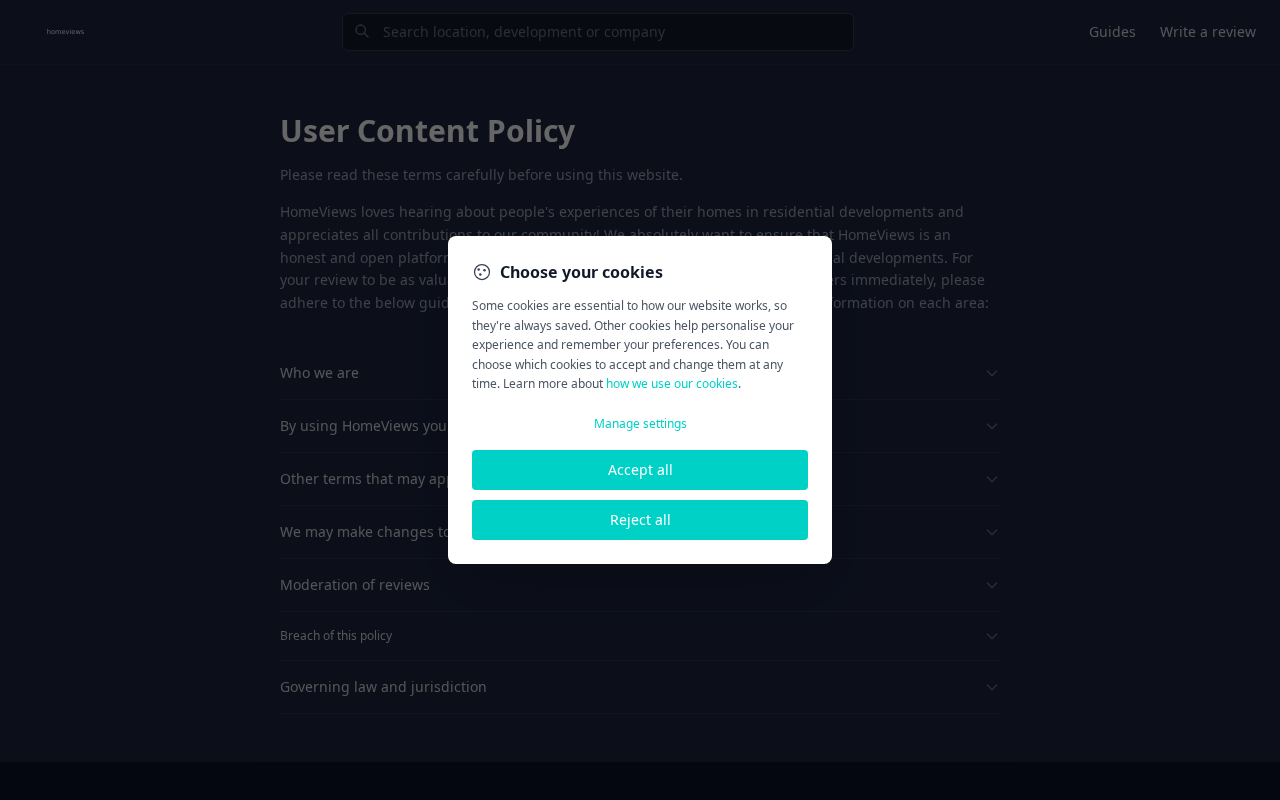 homeviews
Search location, development or company
Guides
Write a review
User Content Policy
Please read these terms carefully before using this website.
HomeViews loves hearing about people's experiences of their homes in residential developments and
appreciates all contributions to our community! We absolutely want to ensure that HomeViews is an
honest and open platform
al developments. For
your review to be as
ers immediately, please
adhere to the below
formation on each area:
Choose your cookies
Some cookies are essential to how our website works, so
they're always saved. Other cookies help personalise your
experience and remember your preferences. You can
choose which cookies to accept and change them at any
time. Learn more about how we use our cookies.
Manage settings
Accept all
Reject all
Who we are
By using HomeViews you
Other terms that may
We may make changes to
Moderation of reviews
Breach of this policy
Governing law and jurisdiction